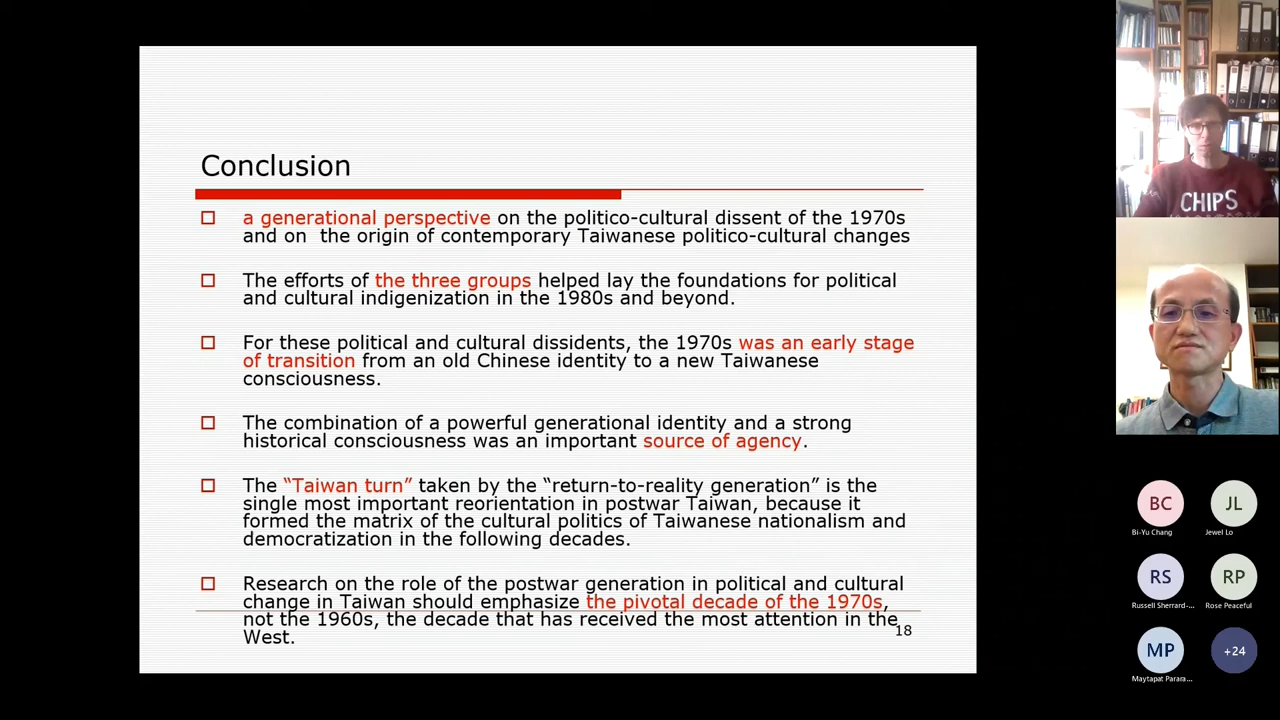 Conclusion
a generational perspective on the politico-cultural dissent of the 1970s
and on the origin of contemporary Taiwanese politico-cultural changes
The efforts of the three groups helped lay the foundations for political
and cultural indigenization in the 1980s and beyond.
For these political and cultural dissidents, the 1970s was an early stage
of transition from an old Chinese identity to a new Taiwanese
consciousness.
The combination of a powerful generational identity and a strong
historical consciousness was an important source of agency.
The “Taiwan turn” taken by the “return-to-reality generation” is the
single most important reorientation in postwar Taiwan, because it
formed the matrix of the cultural politics of Taiwanese nationalism and
democratization in the following decades.
Research on the role of the postwar generation in political and cultural
change in Taiwan should emphasize the pivotal decade of the 1970s,
not the 1960s, the decade that has received the most attention in the
West.
18
CHIPS
BC
Bi-Yu Chang
JL
Jewel Lo
RS
Russell Sherrard-...
RP
Rose Peaceful
MP
Maytapat Parara...
+24